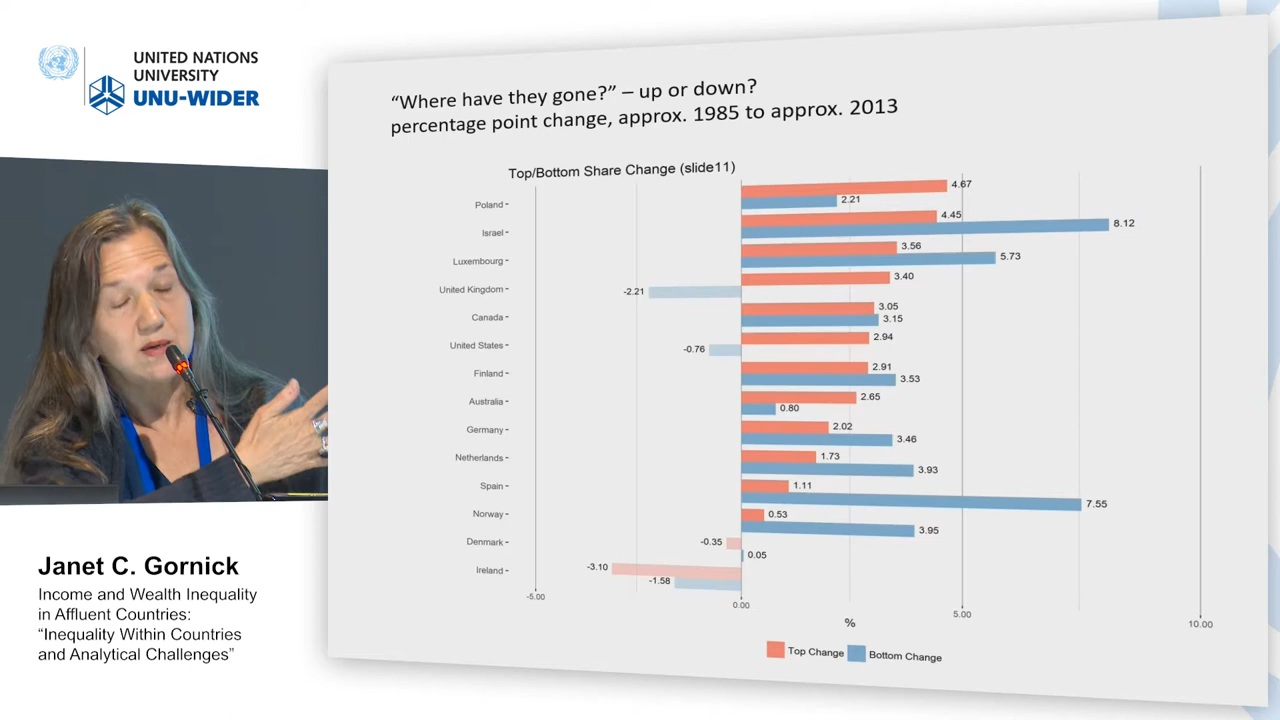 UNITED NATIONS
UNIVERSITY
UNU-WIDER
“Where have they gone?” – up or down?
percentage point change, approx. 1985 to approx. 2013
Top/Bottom Share Change (slide11)
Poland
4.67
2.21
Israel
4.45
8.12
Luxembourg
3.56
5.73
United Kingdom
3.40
-2.21
Canada
3.05
3.15
United States
2.94
-0.76
Finland
2.91
3.53
Australia
2.65
0.80
Germany
2.02
3.46
Netherlands
1.73
3.93
Spain
1.11
7.55
Norway
0.53
3.95
Denmark
-0.35
0.05
Ireland
-3.10
-1.58
-5.00 0.00 5.00 10.00
%
Top Change Bottom Change
Janet C. Gornick
Income and Wealth Inequality
in Affluent Countries:
“Inequality Within Countries
and Analytical Challenges”